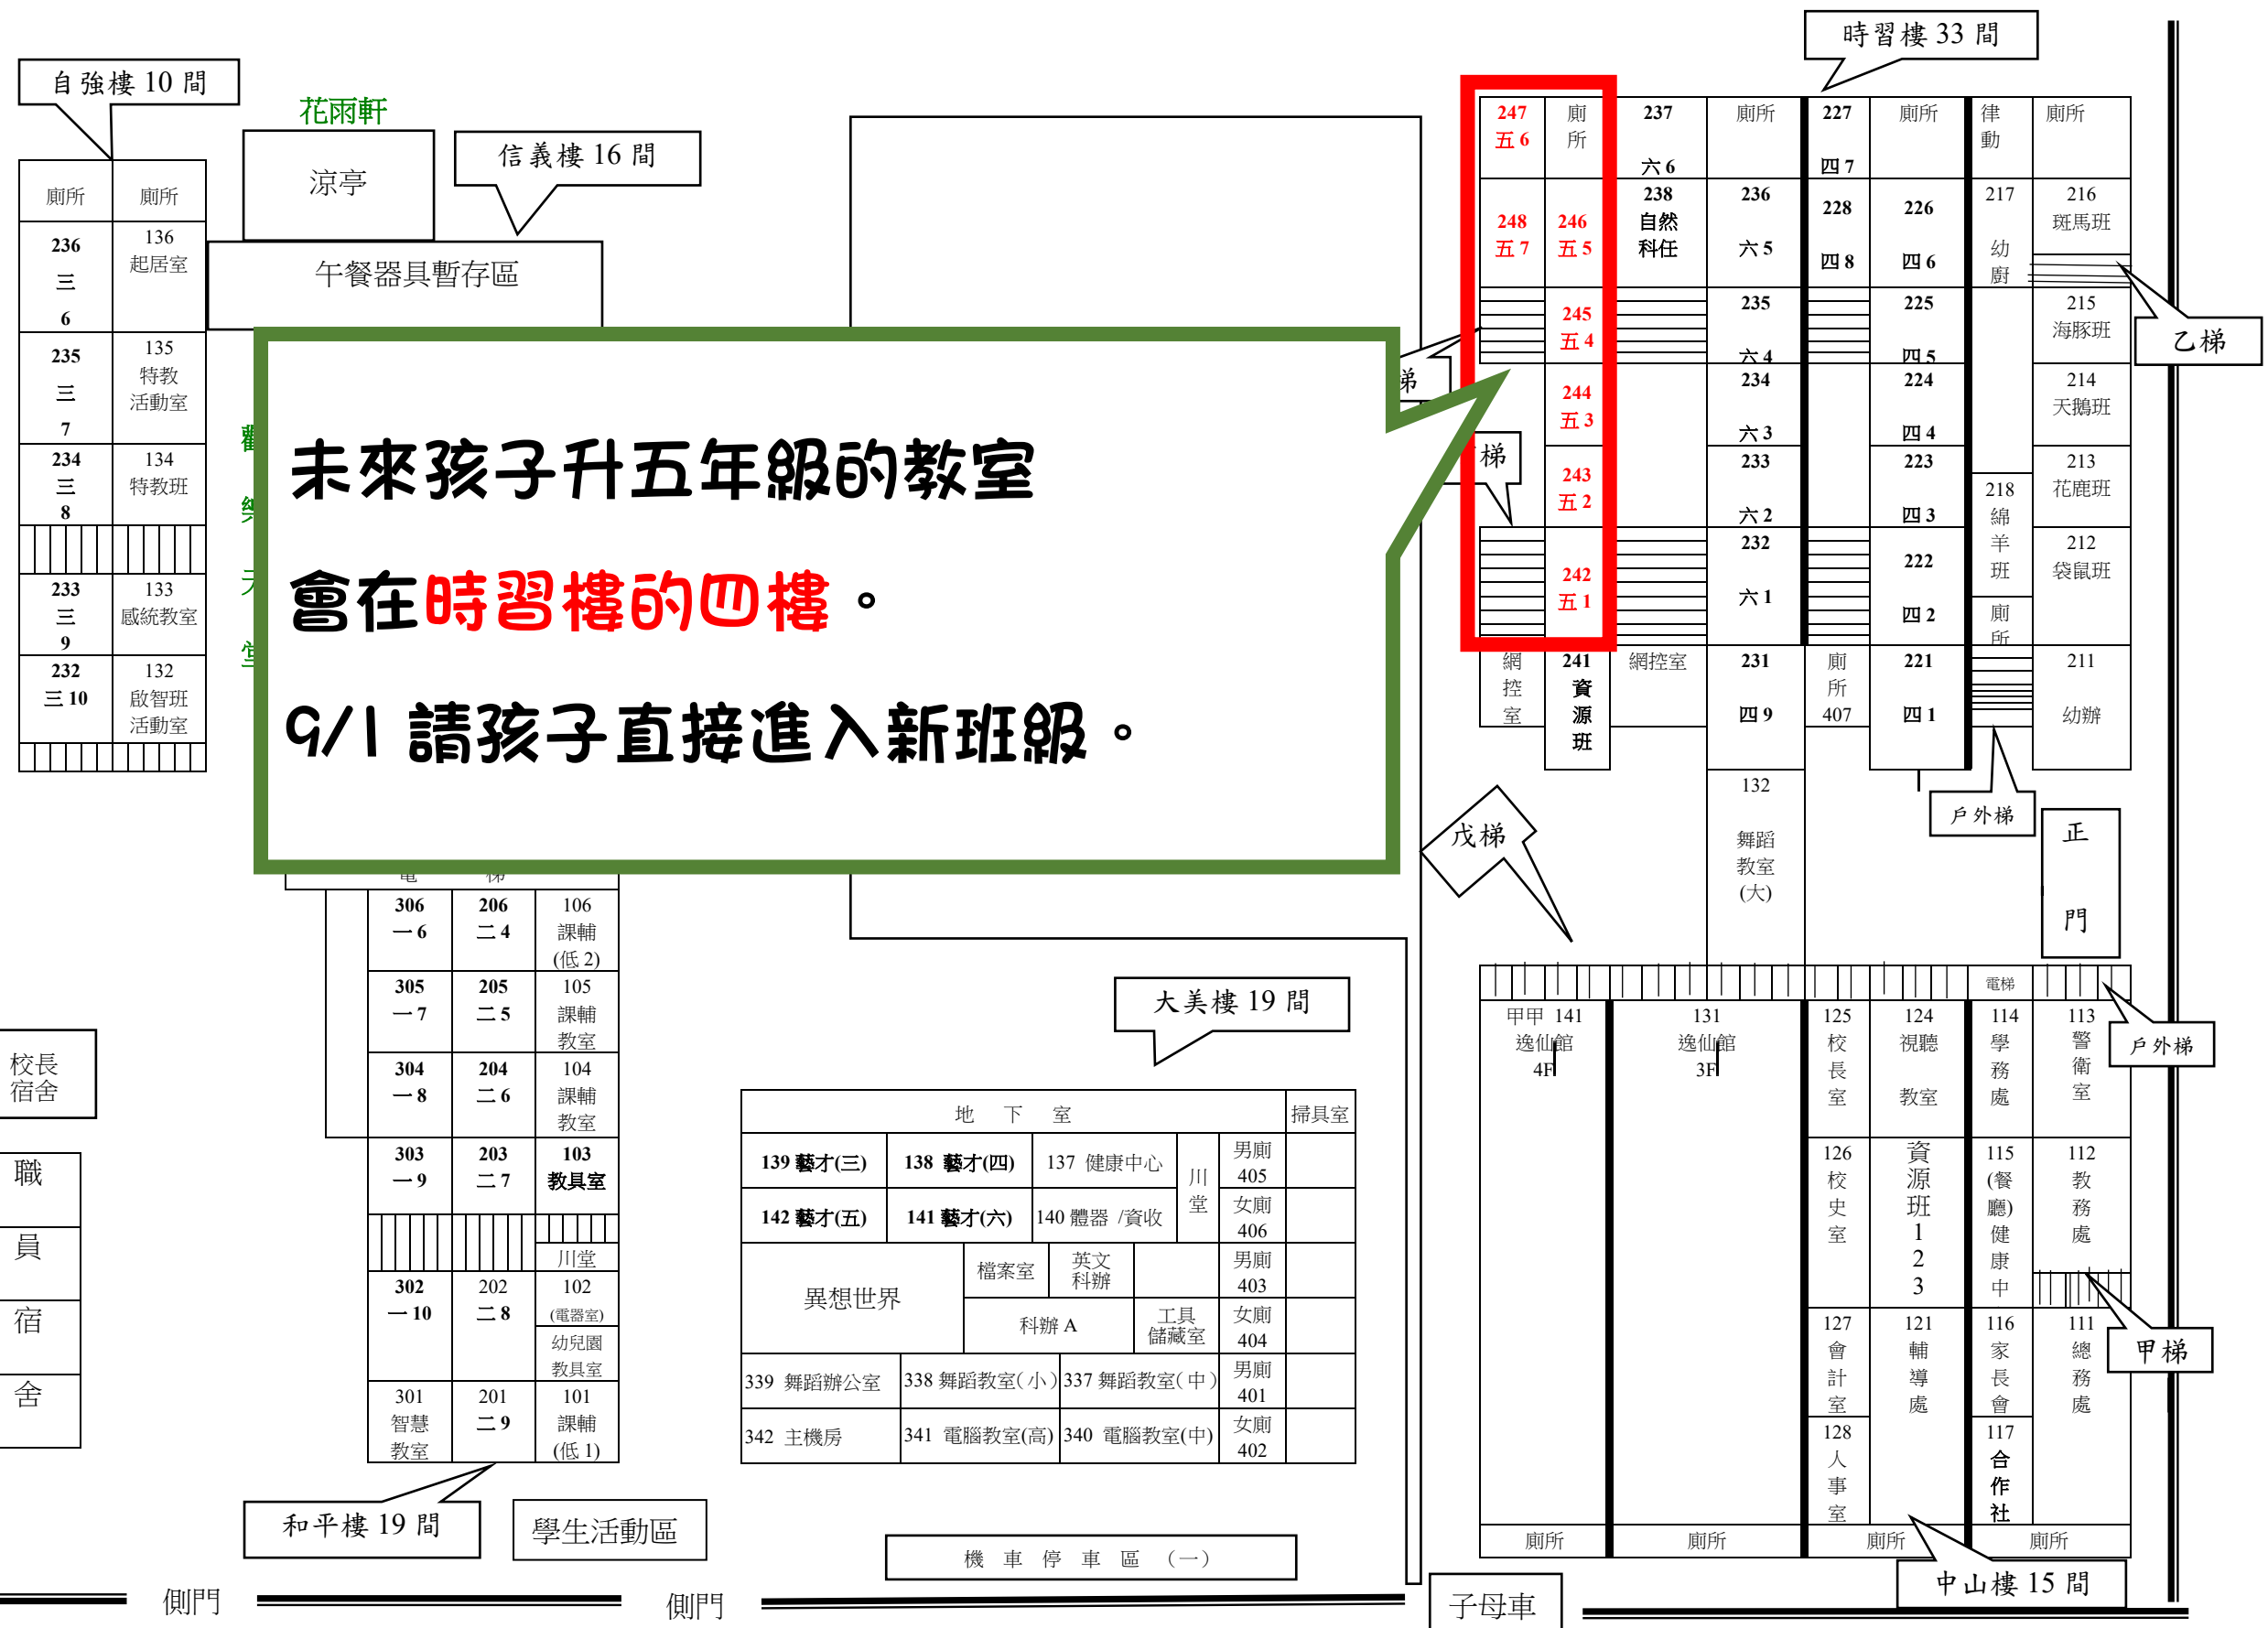 時習樓 33 間
自強樓 10 間
花雨軒
涼亭
信義樓 16 間
午餐器具暫存區
廁所 廁所
236 三 6
136 起居室
235 三 7
135 特教 活動室
234 三 8
134 特教班
233 三 9
133 感統教室
232 三 10
132 啟智班 活動室
未來孩子升五年級的教室
會在時習樓的四樓。
9/1 請孩子直接進入新班級。
天
梯
梯
247 五 6
廁所
237 六 6
廁所
227 四 7
廁所
律動
廁所
248 五 7
246 五 5
238 自然 科任
236 六 5
228 四 8
226 四 6
217 幼廚
216 斑馬班
245 五 4
235 六 4
225 四 5
215 海豚班
乙梯
244 五 3
234 六 3
224 四 4
214 天鵝班
243 五 2
233 六 2
223 四 3
218 綿羊班
213 花鹿班
242 五 1
232 六 1
222 四 2
廁所
212 袋鼠班
網控室
241 資源班
網控室
231 四 9
廁所 407
221 四 1
211 幼辦
戶外梯
正門
132 舞蹈 教室 (大)
戊梯
電梯
306 一 6
206 二 4
106 課輔 (低 2)
305 一 7
205 二 5
105 課輔 教室
304 一 8
204 二 6
104 課輔 教室
303 一 9
203 二 7
103 教具室
川堂
302 一 10
202 二 8
102 (電器室)
幼兒園 教具室
301 智慧 教室
201 二 9
101 課輔 (低 1)
和平樓 19 間
學生活動區
校長 宿舍
職員宿舍
大美樓 19 間
地 下 室
掃具室
139 藝才(三)
138 藝才(四)
137 健康中心
川堂
男廁 405
142 藝才(五)
141 藝才(六)
140 體器 /資收
女廁 406
異想世界
檔案室
英文 科辦
男廁 403
科辦 A
工具 儲藏室
女廁 404
339 舞蹈辦公室
338 舞蹈教室(小)
337 舞蹈教室(中)
男廁 401
342 主機房
341 電腦教室(高)
340 電腦教室(中)
女廁 402
機 車 停 車 區 (一)
電梯
甲甲 141 逸仙館 4F
131 逸仙館 3F
125 校長室
124 視聽 教室
114 學務處
113 警衛室
戶外梯
126 校史室
資源班 1 2 3
115 (餐廳) 健康中
112 教務處
127 會計室
121 輔導處
116 家長會
111 總務處
甲梯
128 人事室
117 合作社
廁所 廁所 廁所 廁所
中山樓 15 間
側門
側門
子母車